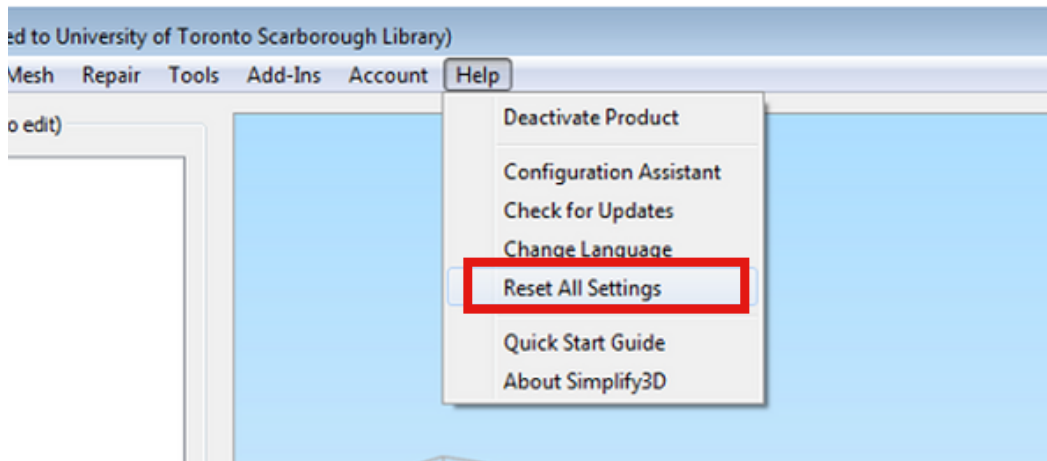 ed to University of Toronto Scarborough Library)
Mesh Repair Tools Add-Ins Account Help
o edit)
Deactivate Product
Configuration Assistant
Check for Updates
Change Language
Reset All Settings
Quick Start Guide
About Simplify3D